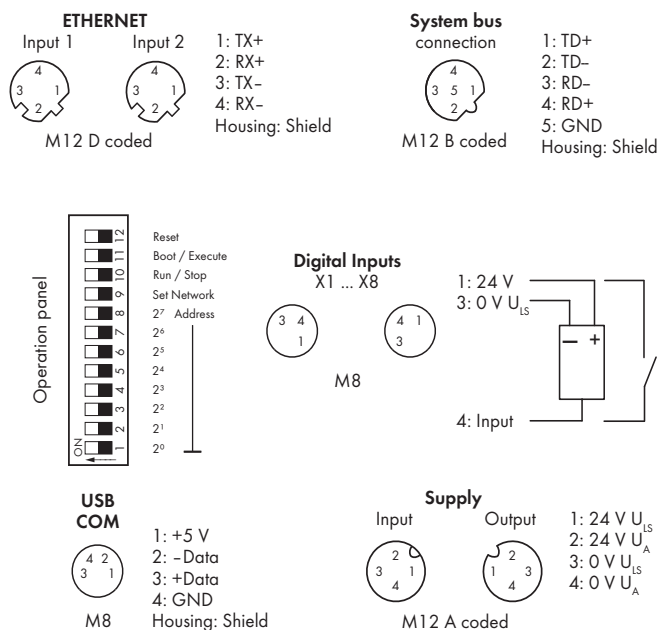 ETHERNET
Input 1 Input 2
4 3 1 2
4 3 1 2
M12 D coded
1: TX+
2: RX+
3: TX–
4: RX–
Housing: Shield
System bus
connection
4 3 5 1 2
M12 B coded
1: TD+
2: TD–
3: RD–
4: RD+
5: GND
Housing: Shield
Operation panel
12 Reset
11 Boot / Execute
10 Run / Stop
9 Set Network
8 2⁷ Address
7 2⁶
6 2⁵
5 2⁴
4 2³
3 2²
2 2¹
1 2⁰
ON
Digital Inputs
X1 ... X8
3 4 1
4 1 3
M8
1: 24 V
3: 0 V U_LS
– +
4: Input
USB
COM
4 2
3 1
M8
1: +5 V
2: –Data
3: +Data
4: GND
Housing: Shield
Supply
Input Output
2 3 1 4
2 1 3 4
M12 A coded
1: 24 V U_LS
2: 24 V U_A
3: 0 V U_LS
4: 0 V U_A